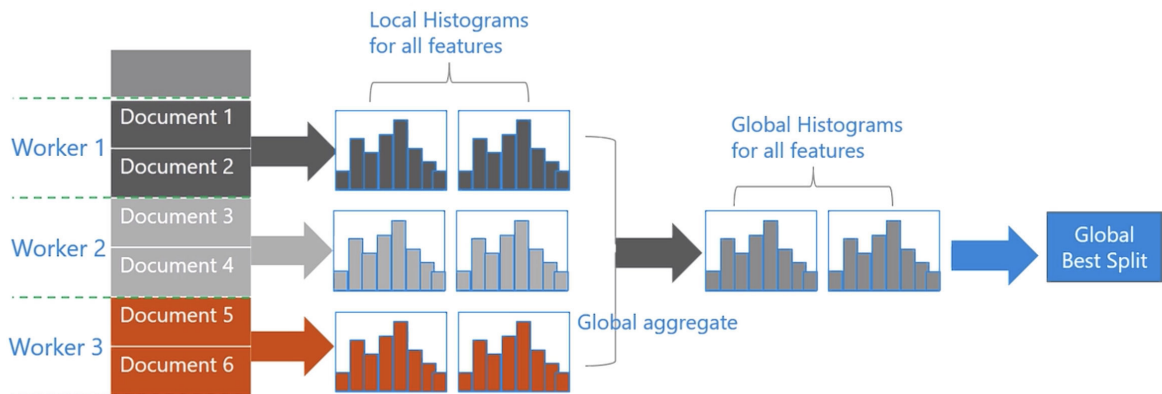 Local Histograms
for all features
Worker 1
Document 1
Document 2
Global Histograms
for all features
Worker 2
Document 3
Document 4
Global
Best Split
Worker 3
Document 5
Document 6
Global aggregate